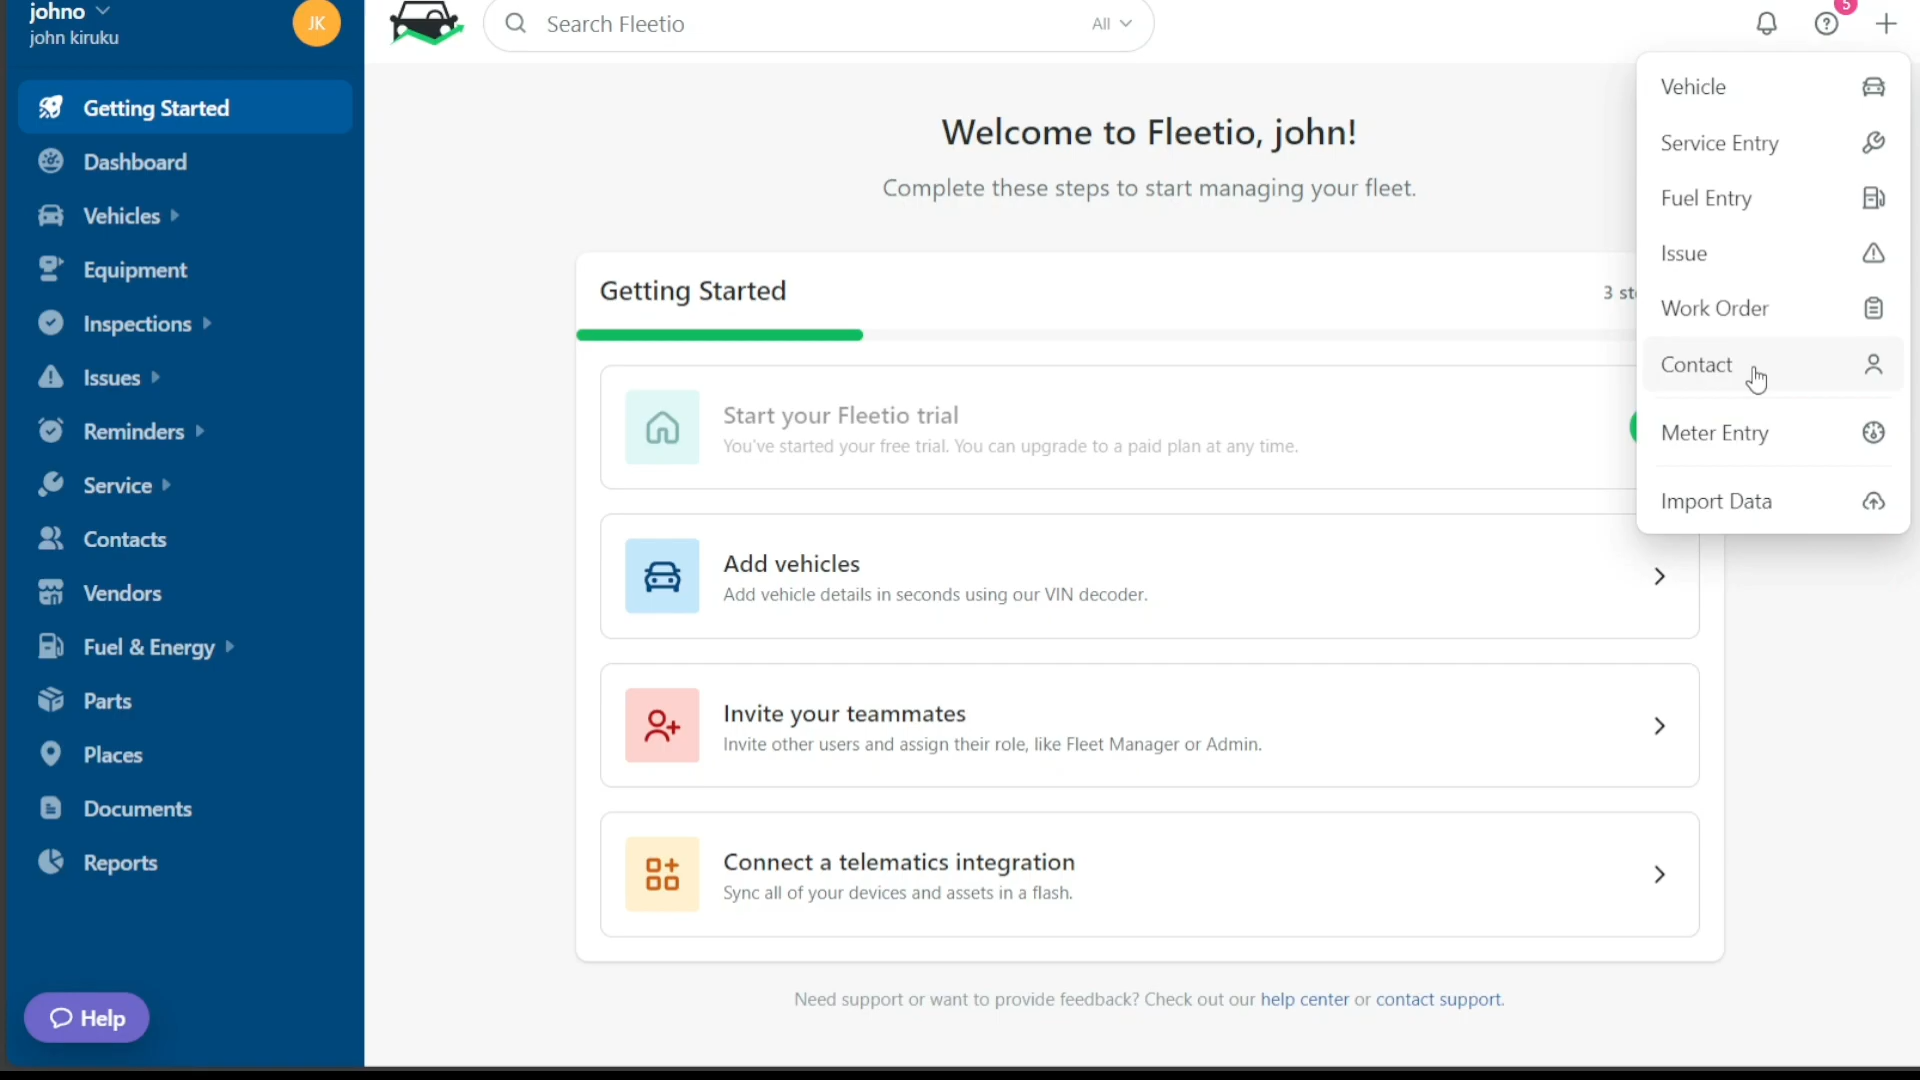 johno
john kiruku
JK
Search Fleetio
All
5
Getting Started
Dashboard
Vehicles
Equipment
Inspections
Issues
Reminders
Service
Contacts
Vendors
Fuel & Energy
Parts
Places
Documents
Reports
Help
Welcome to Fleetio, john!
Complete these steps to start managing your fleet.
Getting Started
3
Start your Fleetio trial
You've started your free trial. You can upgrade to a paid plan at any time.
Add vehicles
Add vehicle details in seconds using our VIN decoder.
Invite your teammates
Invite other users and assign their role, like Fleet Manager or Admin.
Connect a telematics integration
Sync all of your devices and assets in a flash.
Need support or want to provide feedback? Check out our help center or contact support.
Vehicle
Service Entry
Fuel Entry
Issue
Work Order
Contact
Meter Entry
Import Data